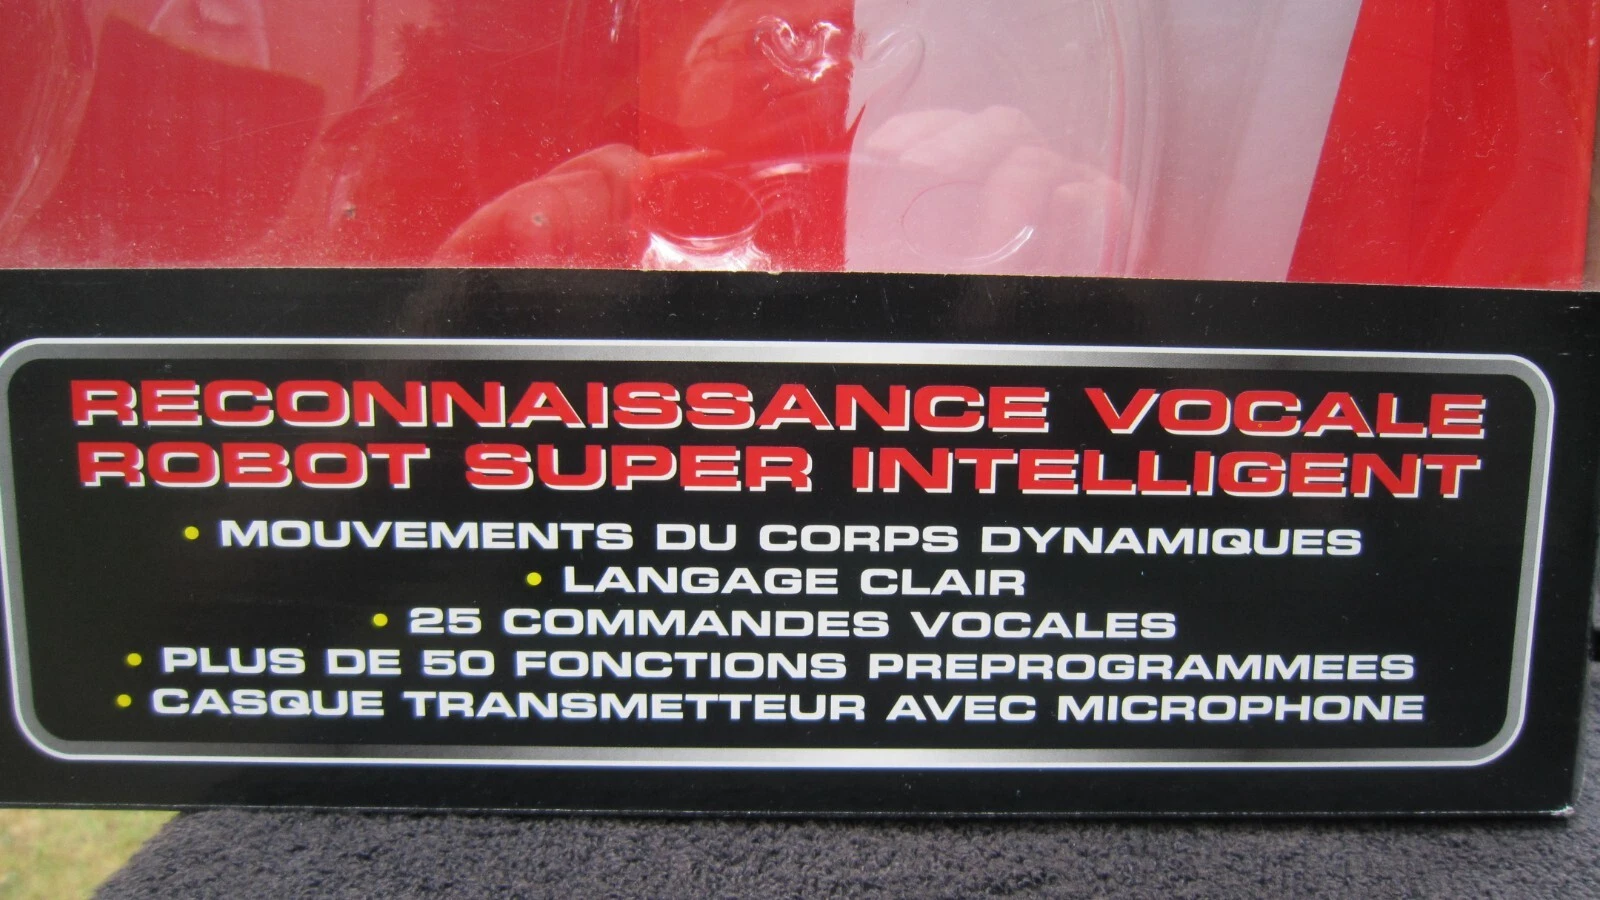 RECONNAISSANCE VOCALE
ROBOT SUPER INTELLIGENT
• MOUVEMENTS DU CORPS DYNAMIQUES
• LANGAGE CLAIR
• 25 COMMANDES VOCALES
• PLUS DE 50 FONCTIONS PREPROGRAMMEES
• CASQUE TRANSMETTEUR AVEC MICROPHONE